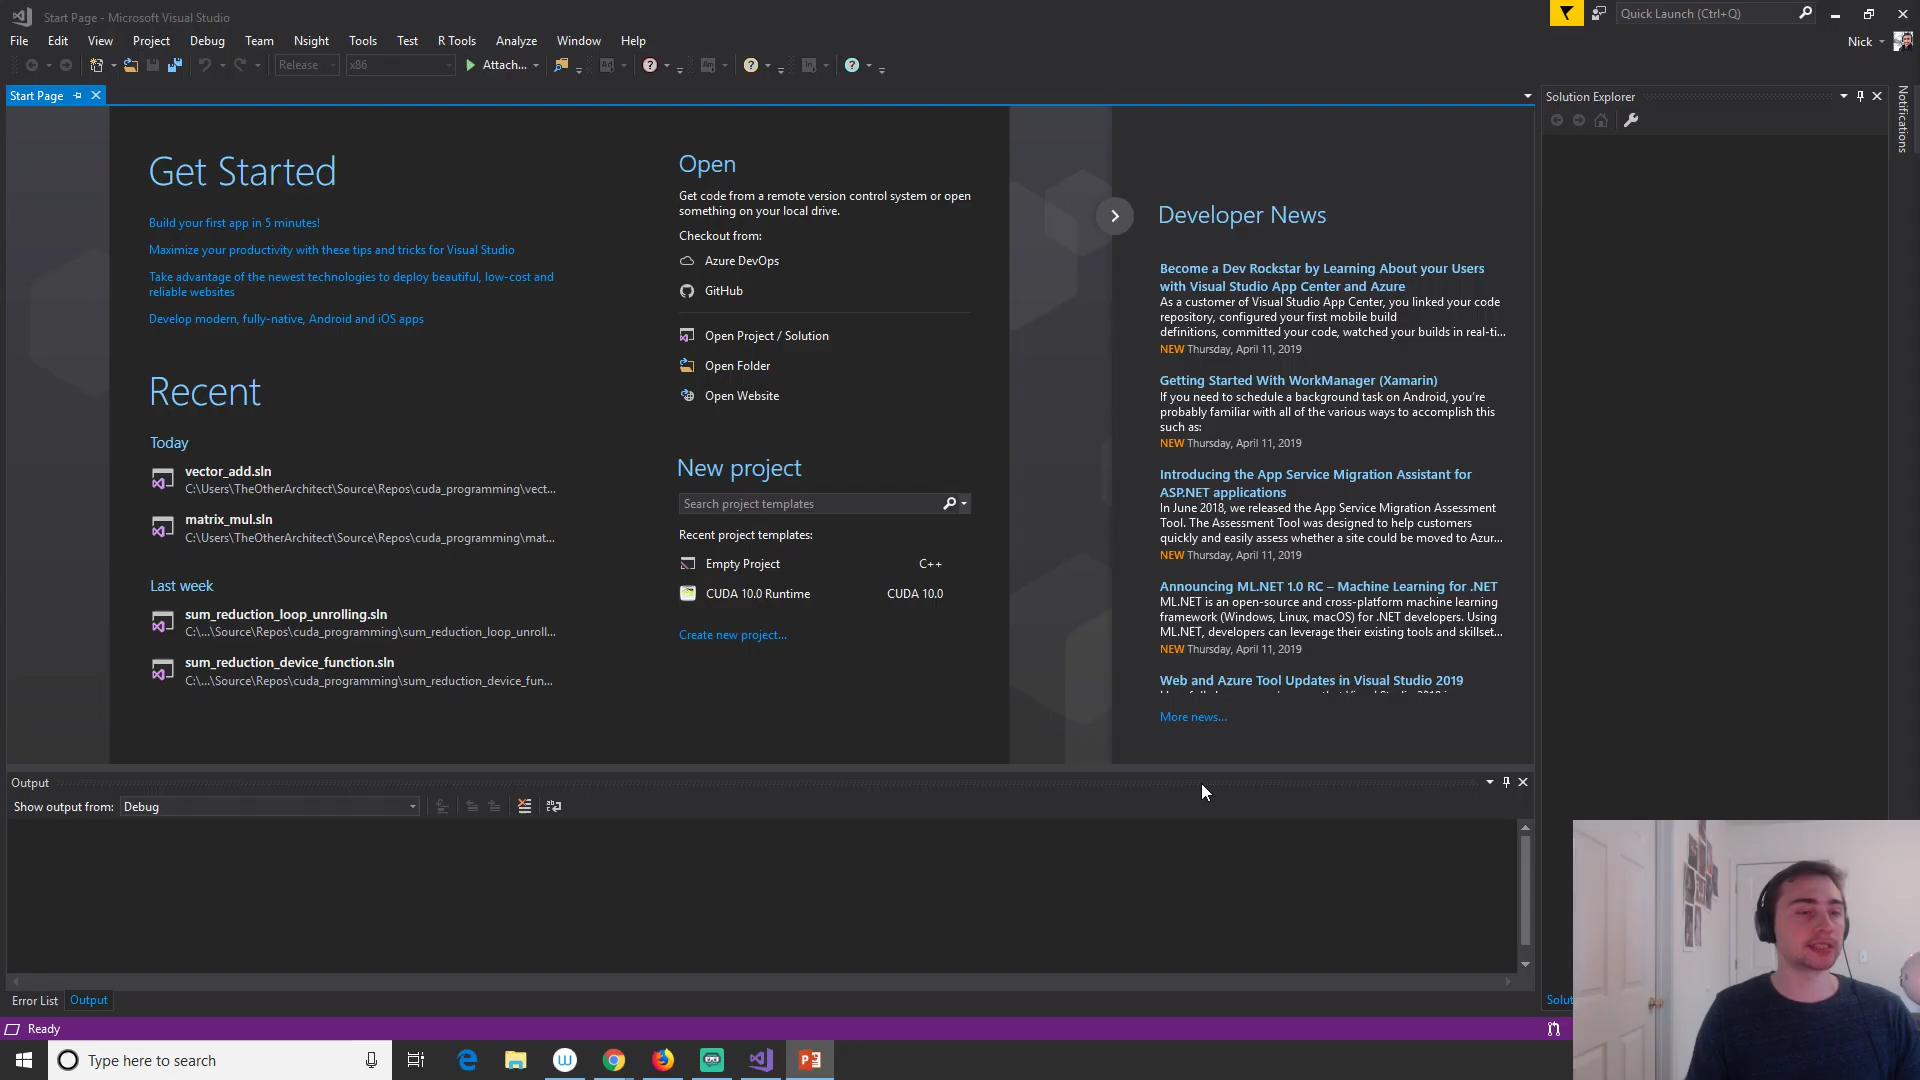 Start Page - Microsoft Visual Studio
Quick Launch (Ctrl+Q)
File Edit View Project Debug Team Nsight Tools Test R Tools Analyze Window Help
Nick
Release x86 Attach...
Start Page
Solution Explorer
Notifications
Get Started
Build your first app in 5 minutes!
Maximize your productivity with these tips and tricks for Visual Studio
Take advantage of the newest technologies to deploy beautiful, low-cost and
reliable websites
Develop modern, fully-native, Android and iOS apps
Recent
Today
vector_add.sln
C:\Users\TheOtherArchitect\Source\Repos\cuda_programming\vect...
matrix_mul.sln
C:\Users\TheOtherArchitect\Source\Repos\cuda_programming\mat...
Last week
sum_reduction_loop_unrolling.sln
C:\...\Source\Repos\cuda_programming\sum_reduction_loop_unroll...
sum_reduction_device_function.sln
C:\...\Source\Repos\cuda_programming\sum_reduction_device_fun...
Open
Get code from a remote version control system or open
something on your local drive.
Checkout from:
Azure DevOps
GitHub
Open Project / Solution
Open Folder
Open Website
New project
Search project templates
Recent project templates:
Empty Project C++
CUDA 10.0 Runtime CUDA 10.0
Create new project...
Developer News
Become a Dev Rockstar by Learning About your Users
with Visual Studio App Center and Azure
As a customer of Visual Studio App Center, you linked your code
repository, configured your first mobile build
definitions, committed your code, watched your builds in real-ti...
NEW Thursday, April 11, 2019
Getting Started With WorkManager (Xamarin)
If you need to schedule a background task on Android, you're
probably familiar with all of the various ways to accomplish this
such as:
NEW Thursday, April 11, 2019
Introducing the App Service Migration Assistant for
ASP.NET applications
In June 2018, we released the App Service Migration Assessment
Tool. The Assessment Tool was designed to help customers
quickly and easily assess whether a site could be moved to Azur...
NEW Thursday, April 11, 2019
Announcing ML.NET 1.0 RC – Machine Learning for .NET
ML.NET is an open-source and cross-platform machine learning
framework (Windows, Linux, macOS) for .NET developers. Using
ML.NET, developers can leverage their existing tools and skillset...
NEW Thursday, April 11, 2019
Web and Azure Tool Updates in Visual Studio 2019
More news...
Output
Show output from: Debug
Error List Output
Solut
Ready
Type here to search